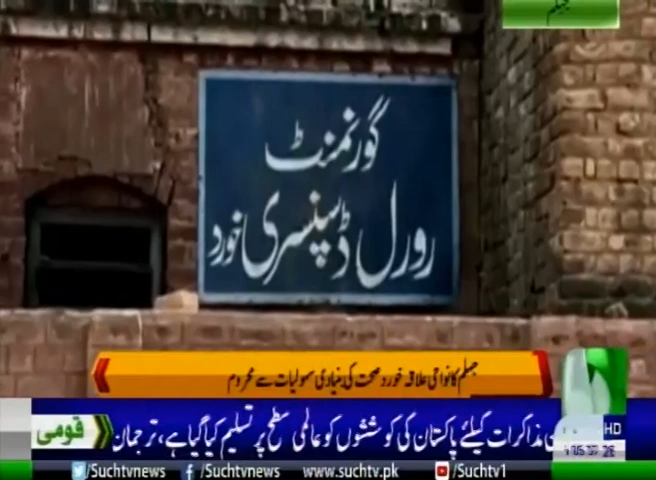 جہلم
گورنمنٹ
رورل ڈسپنسری خورد
جہلم کا نواحی علاقہ خورد صحت کی بنیادی سہولیات سے محروم
مذاکرات کیلئے پاکستان کی کوششوں کو عالمی سطح پر تسلیم کیا گیا ہے، ترجمان
قومی
HD
/Suchtvnews /Suchtvnews www.suchtv.pk /Suchtv1